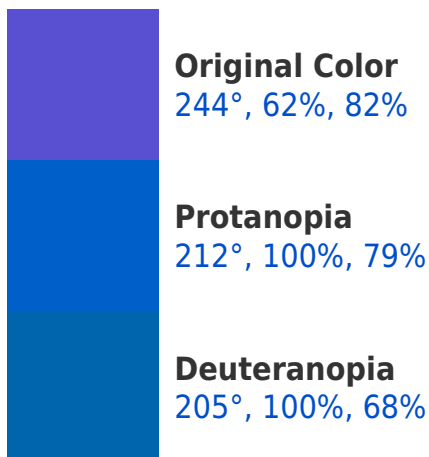 Original Color
244°, 62%, 82%
Protanopia
212°, 100%, 79%
Deuteranopia
205°, 100%, 68%